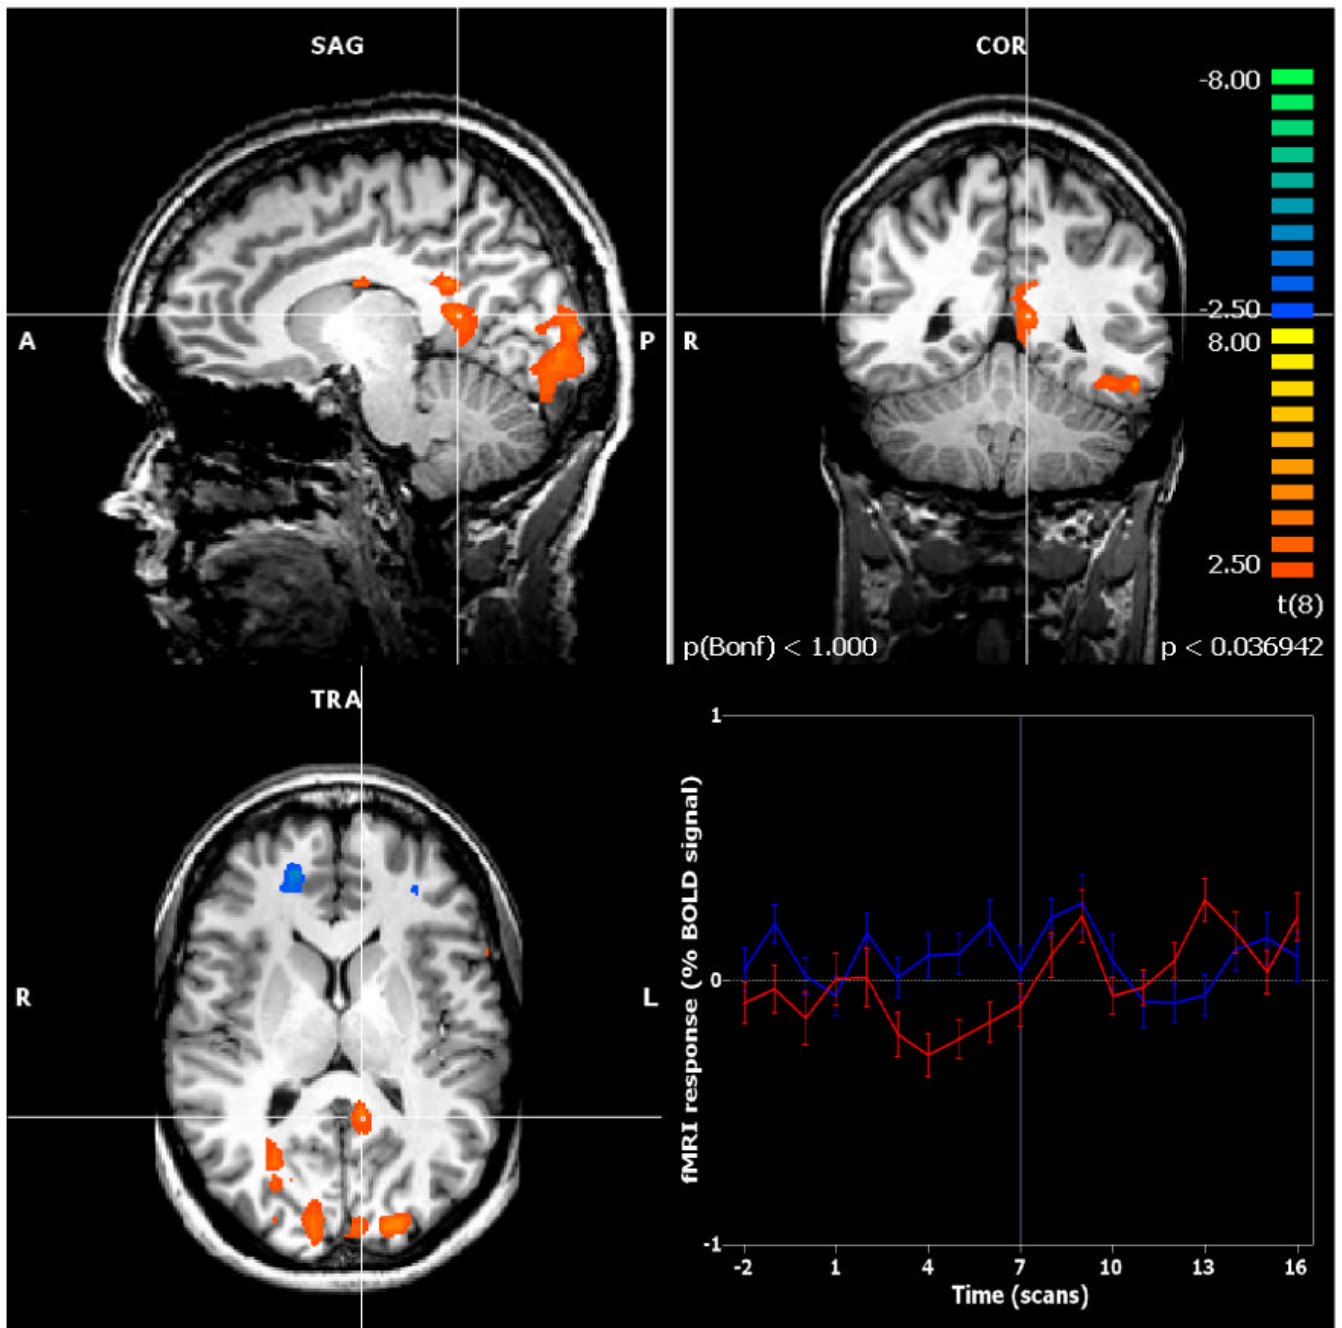 SAG
A
P
COR
R
-8.00
-2.50
8.00
2.50
t(8)
p(Bonf) < 1.000
p < 0.036942
TRA
R
L
fMRI response (% BOLD signal)
1
0
-1
-2 1 4 7 10 13 16
Time (scans)